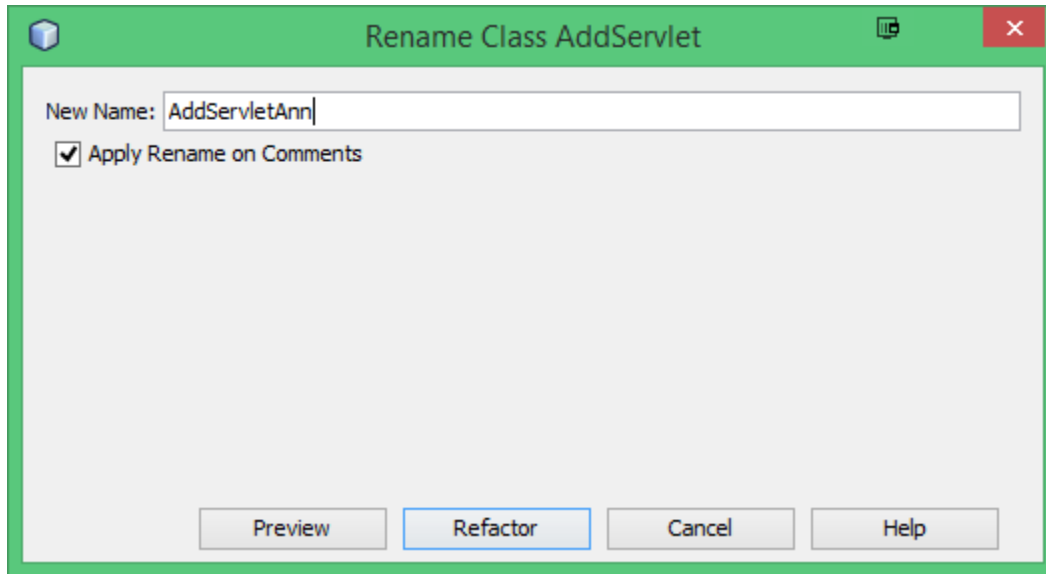 Rename Class AddServlet
New Name: AddServletAnn
Apply Rename on Comments
Preview Refactor Cancel Help